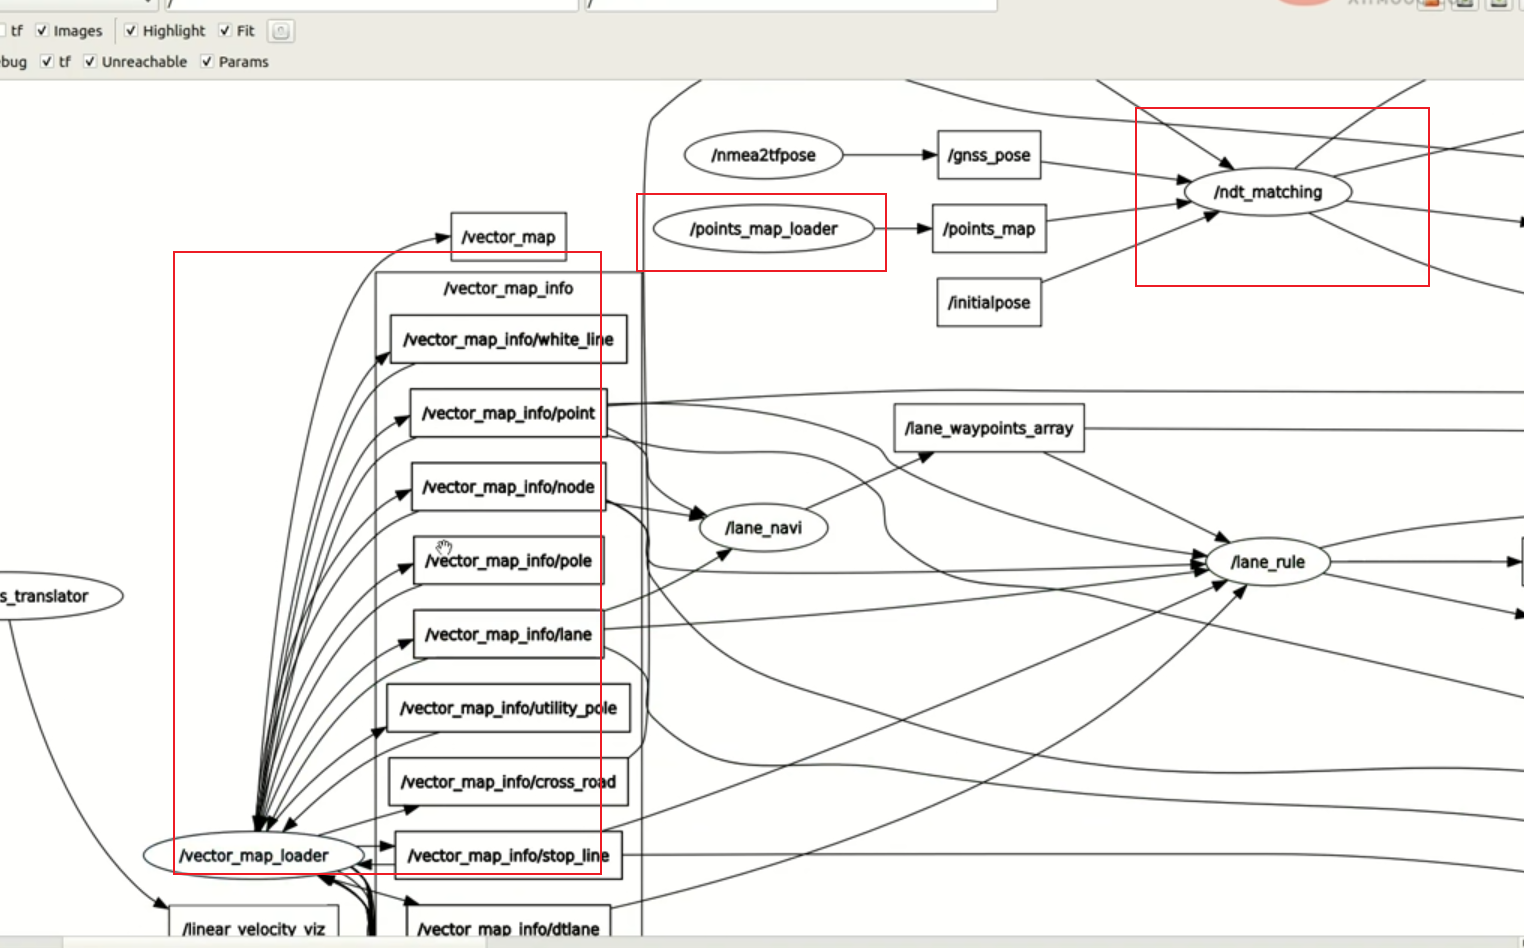 tf Images Highlight Fit
bug tf Unreachable Params
/nmea2tfpose
/gnss_pose
/ndt_matching
/points_map_loader
/points_map
/vector_map
/initialpose
/vector_map_info
/vector_map_info/white_line
/vector_map_info/point
/lane_waypoints_array
/vector_map_info/node
/lane_navi
/vector_map_info/pole
/lane_rule
s_translator
/vector_map_info/lane
/vector_map_info/utility_pole
/vector_map_info/cross_road
/vector_map_loader
/vector_map_info/stop_line
/linear_velocity_viz
/vector_map_info/dtlane